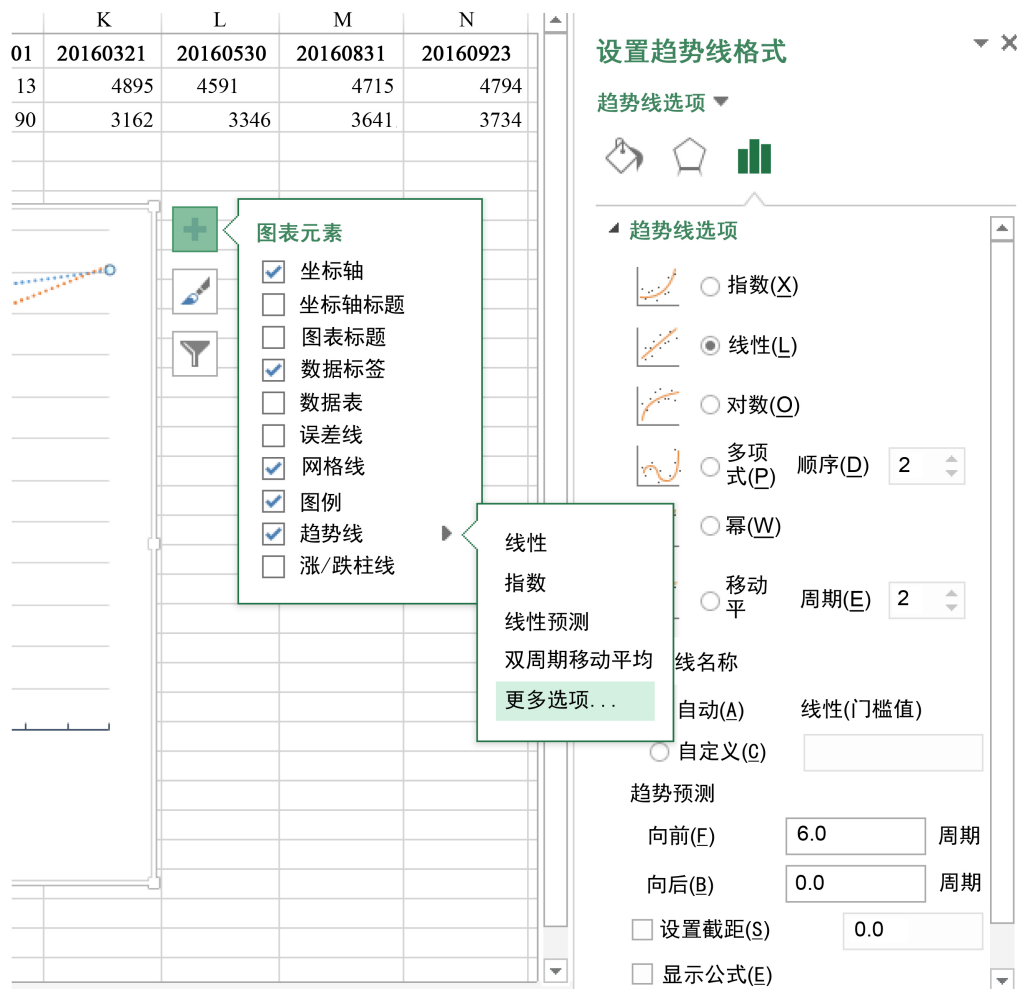 K L M N
01 20160321 20160530 20160831 20160923
13 4895 4591 4715 4794
90 3162 3346 3641 3734
图表元素
坐标轴
坐标轴标题
图表标题
数据标签
数据表
误差线
网格线
图例
趋势线
涨/跌柱线
线性
指数
线性预测
双周期移动平均
更多选项...
设置趋势线格式
趋势线选项
趋势线选项
指数(X)
线性(L)
对数(O)
多项
式(P) 顺序(D) 2
幂(W)
移动
平 周期(E) 2
线名称
自动(A) 线性(门槛值)
自定义(C)
趋势预测
向前(F) 6.0 周期
向后(B) 0.0 周期
设置截距(S) 0.0
显示公式(E)